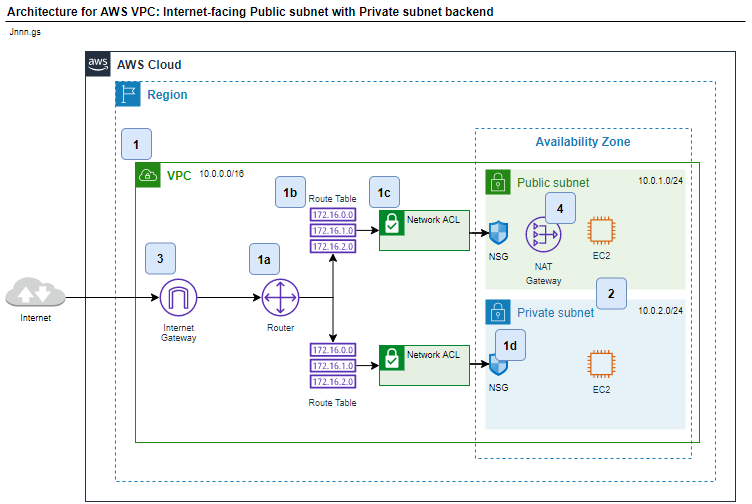 Architecture for AWS VPC: Internet-facing Public subnet with Private subnet backend
Jnnn.gs
aws
AWS Cloud
Region
1
Availability Zone
VPC
10.0.0.0/16
1b
Route Table
172.16.0.0
172.16.1.0
172.16.2.0
1c
Network ACL
Public subnet
10.0.1.0/24
4
NSG
NAT
Gateway
EC2
3
1a
Internet
Internet
Gateway
Router
2
Private subnet
10.0.2.0/24
172.16.0.0
172.16.1.0
172.16.2.0
Route Table
Network ACL
1d
NSG
EC2